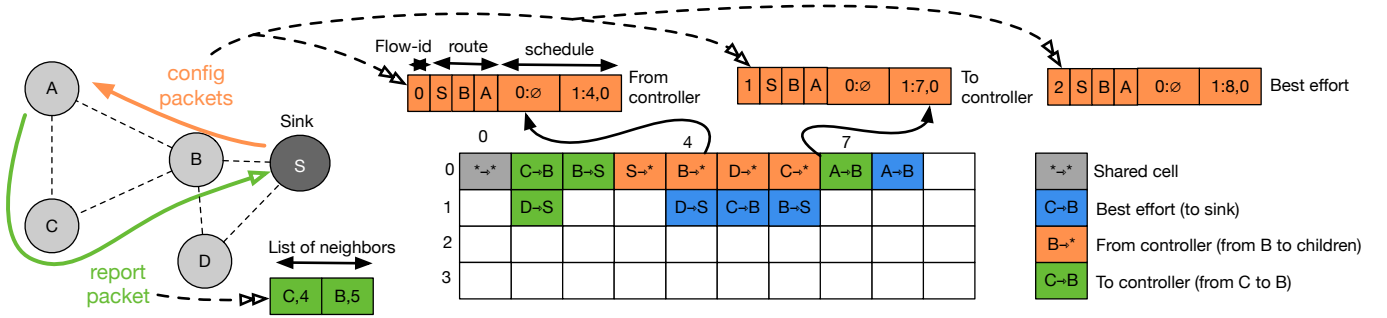 Flow-id
route
schedule
0 S B A 0:∅ 1:4,0
From controller
1 S B A 0:∅ 1:7,0
To controller
2 S B A 0:∅ 1:8,0
Best effort
config packets
A
B
C
D
Sink
S
report packet
List of neighbors
C,4 B,5
0 4 7
0 *→* C→B B→S S→* B→* D→* C→* A→B A→B
1 D→S D→S C→B B→S
2
3
*→* Shared cell
C→B Best effort (to sink)
B→* From controller (from B to children)
C→B To controller (from C to B)